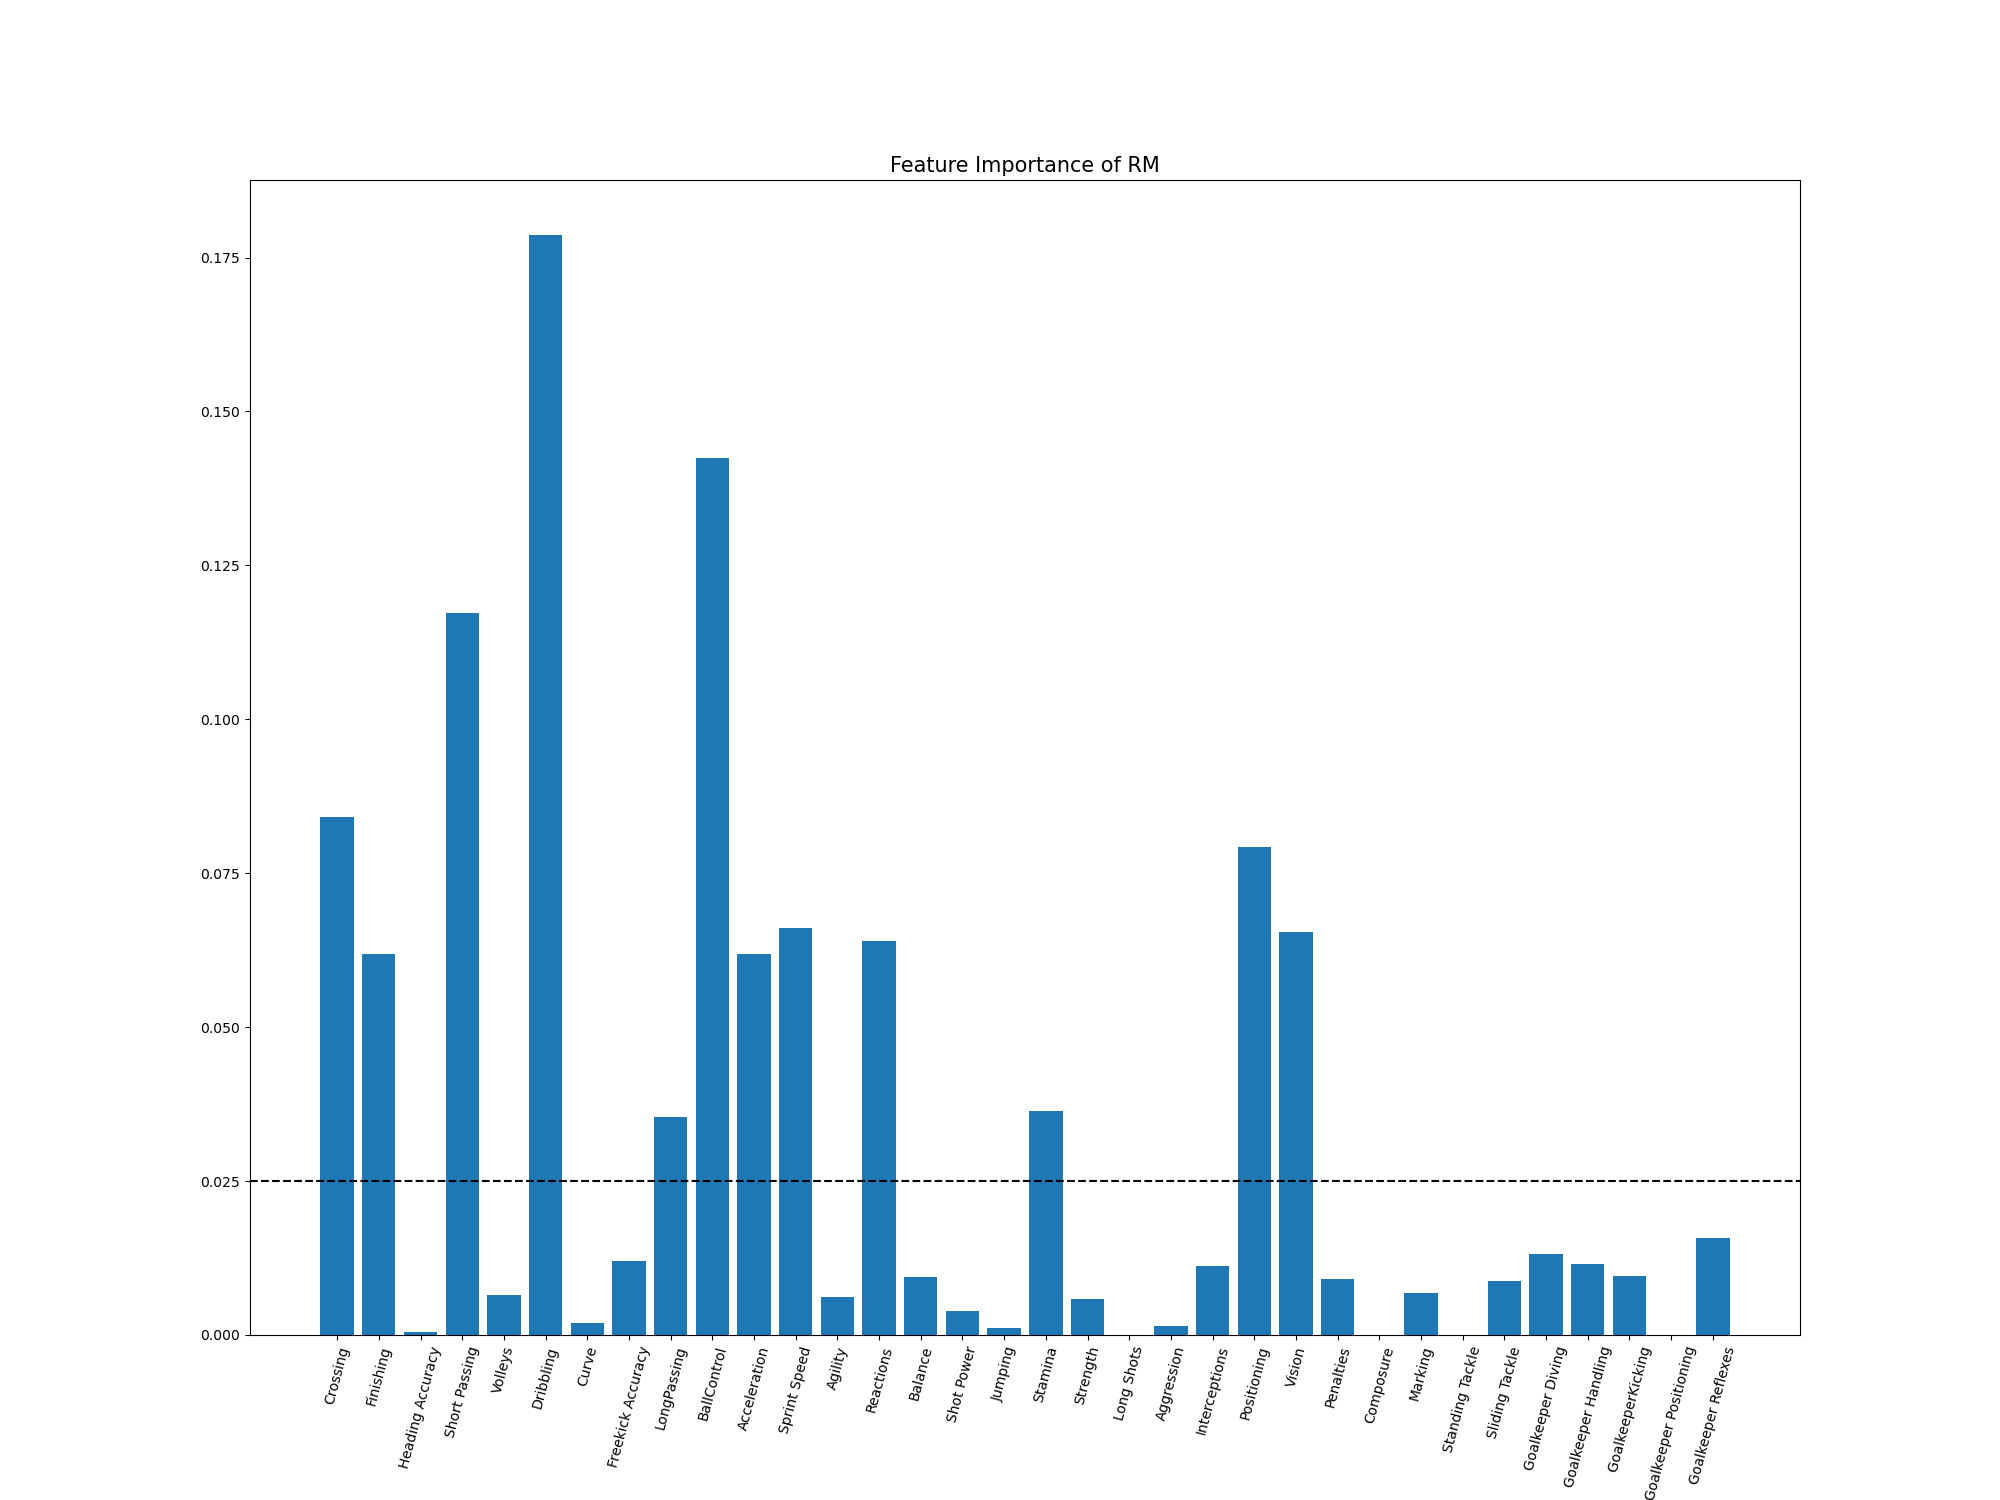 Feature Importance of RM
0.175
0.150
0.125
0.100
0.075
0.050
0.025
0.000
Crossing
Finishing
Heading Accuracy
Short Passing
Volleys
Dribbling
Curve
Freekick Accuracy
LongPassing
BallControl
Acceleration
Sprint Speed
Agility
Reactions
Balance
Shot Power
Jumping
Stamina
Strength
Long Shots
Aggression
Interceptions
Positioning
Vision
Penalties
Composure
Marking
Standing Tackle
Sliding Tackle
Goalkeeper Diving
Goalkeeper Handling
GoalkeeperKicking
Goalkeeper Positioning
Goalkeeper Reflexes